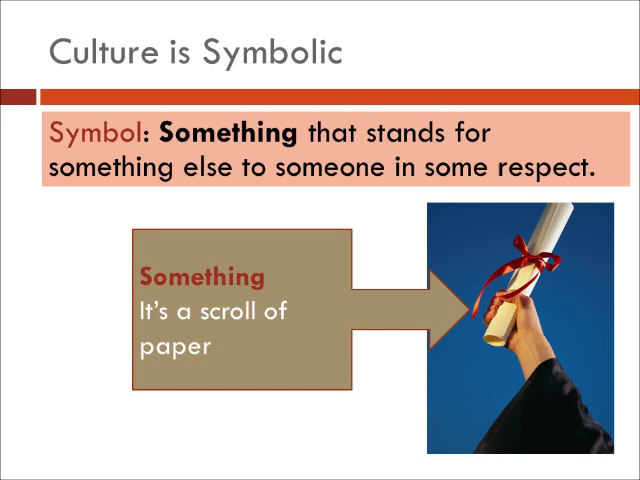 Culture is Symbolic
Symbol: Something that stands for
something else to someone in some respect.
Something
It’s a scroll of
paper